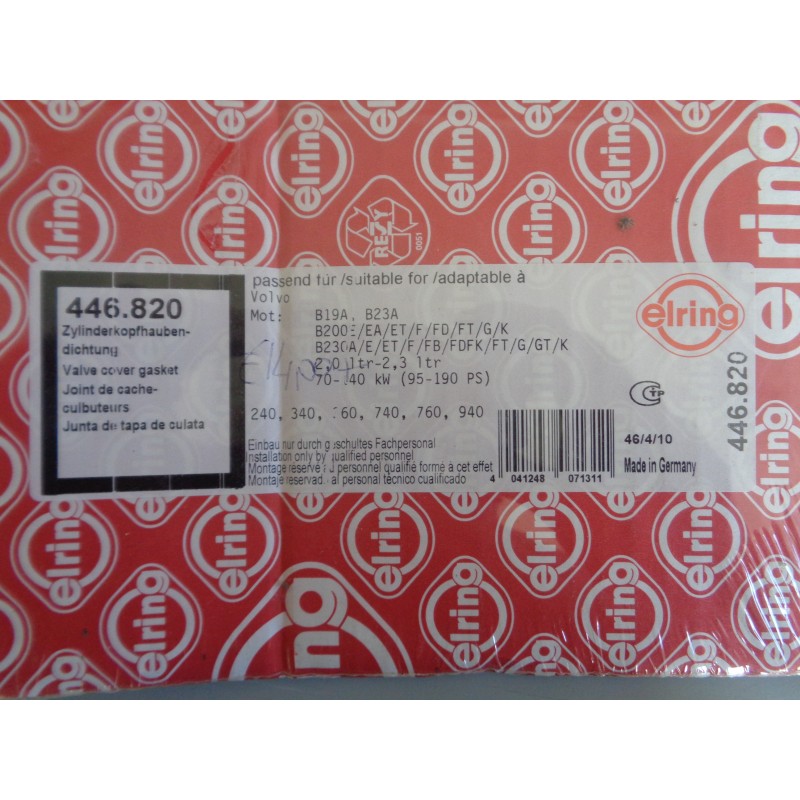 elring
REZY
0051
446.820
Zylinderkopfhauben-
dichtung
Valve cover gasket
Joint de cache-
culbuteurs
Junta de tapa de culata
passend für /suitable for /adaptable à
Volvo
Mot: B19A, B23A
B200E/EA/ET/F/FD/FT/G/K
B230A/E/ET/F/FB/FDFK/FT/G/GT/K
2,0 ltr-2,3 ltr
70-140 kW (95-190 PS)
240, 340, 360, 740, 760, 940
Einbau nur durch geschultes Fachpersonal
Installation only by qualified personnel
Montage réservé au personnel qualifié formé à cet effet
Montaje reservado al personal técnico cualificado
4 041248 071311
elring
TP
46/4/10
Made in Germany
446.820